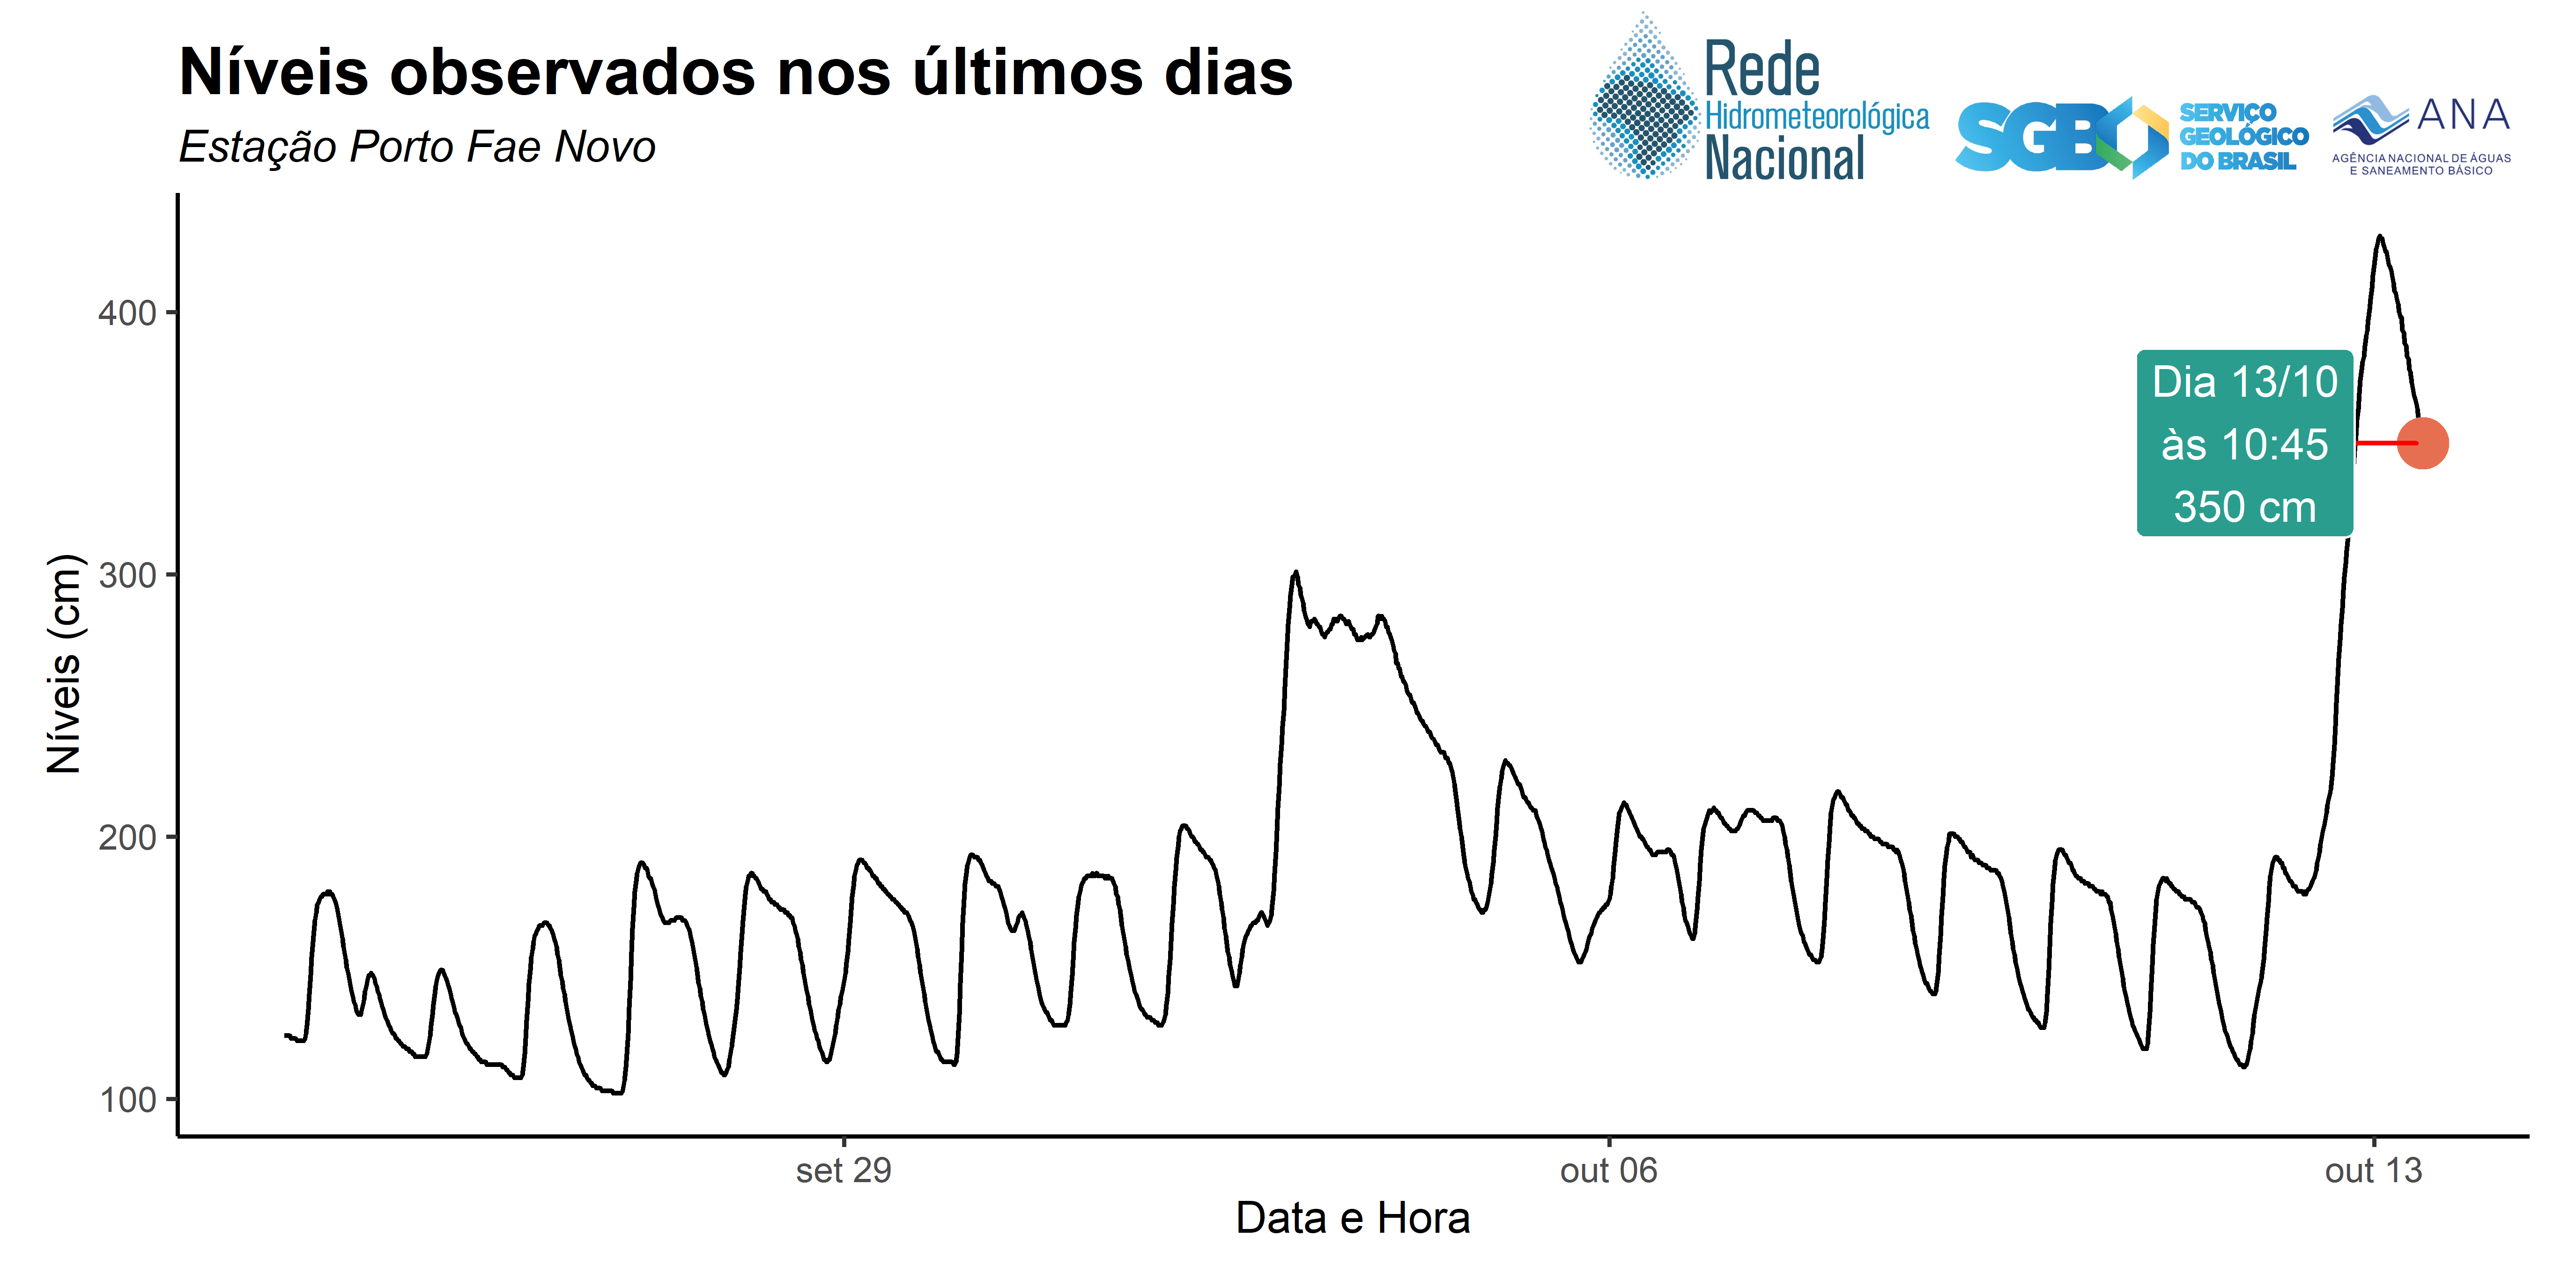 Níveis observados nos últimos dias
Estação Porto Fae Novo
Rede
Hidrometeorológica
Nacional
SGB
SERVIÇO
GEOLÓGICO
DO BRASIL
ANA
AGÊNCIA NACIONAL DE ÁGUAS
E SANEAMENTO BÁSICO
Níveis (cm)
400
300
200
100
Dia 13/10
às 10:45
350 cm
set 29
out 06
out 13
Data e Hora